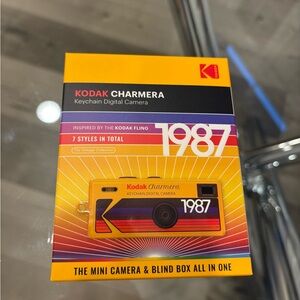 KODAK CHARMERA
Keychain Digital Camera
INSPIRED BY THE KODAK FLING
7 STYLES IN TOTAL
1987
Kodak Charmera
KEYCHAIN DIGITAL CAMERA
1987
THE MINI CAMERA & BLIND BOX ALL IN ONE